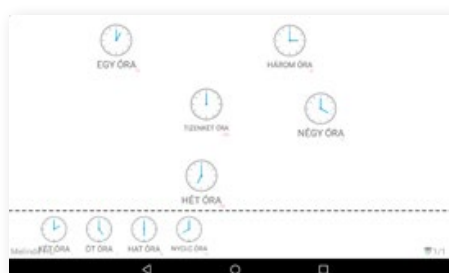 EGY ÓRA
HÁROM ÓRA
TIZENKÉT ÓRA
NÉGY ÓRA
HÉT ÓRA
KÉT ÓRA
ÖT ÓRA
HAT ÓRA
NYOLC ÓRA
1/1